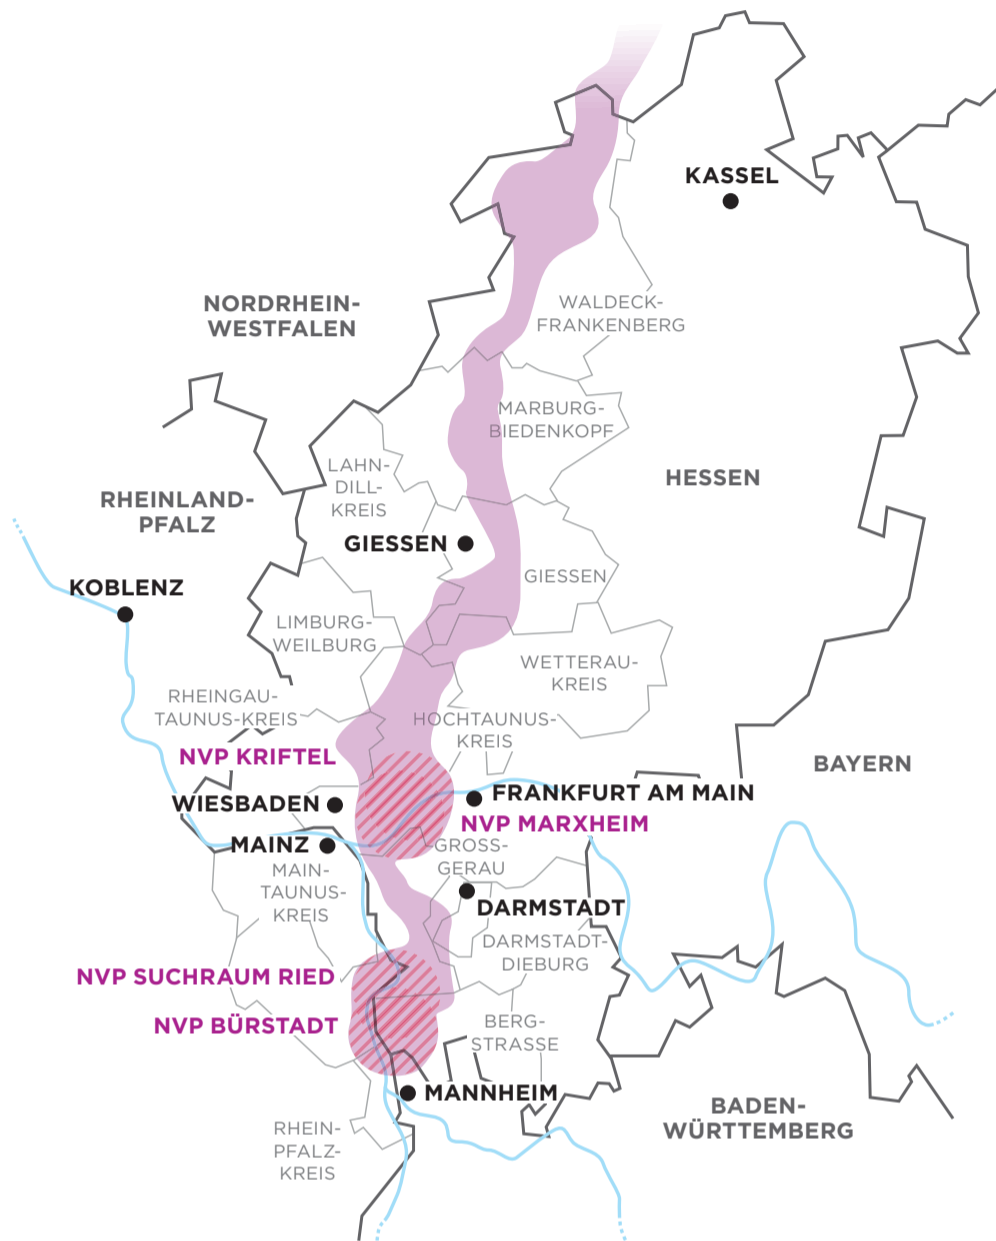 KASSEL
NORDRHEIN-
WESTFALEN
WALDECK-
FRANKENBERG
MARBURG-
BIEDENKOPF
LAHN-
DILL-
KREIS
HESSEN
RHEINLAND-
PFALZ
GIESSEN
GIESSEN
KOBLENZ
LIMBURG-
WEILBURG
WETTERAU-
KREIS
RHEINGAU-
TAUNUS-KREIS
HOCHTAUNUS-
KREIS
NVP KRIFTEL
BAYERN
WIESBADEN
FRANKFURT AM MAIN
NVP MARXHEIM
MAINZ
GROSS-
GERAU
MAIN-
TAUNUS-
KREIS
DARMSTADT
DARMSTADT-
DIEBURG
NVP SUCHRAUM RIED
NVP BÜRSTADT
BERG-
STRASSE
MANNHEIM
BADEN-
WÜRTTEMBERG
RHEIN-
PFALZ-
KREIS